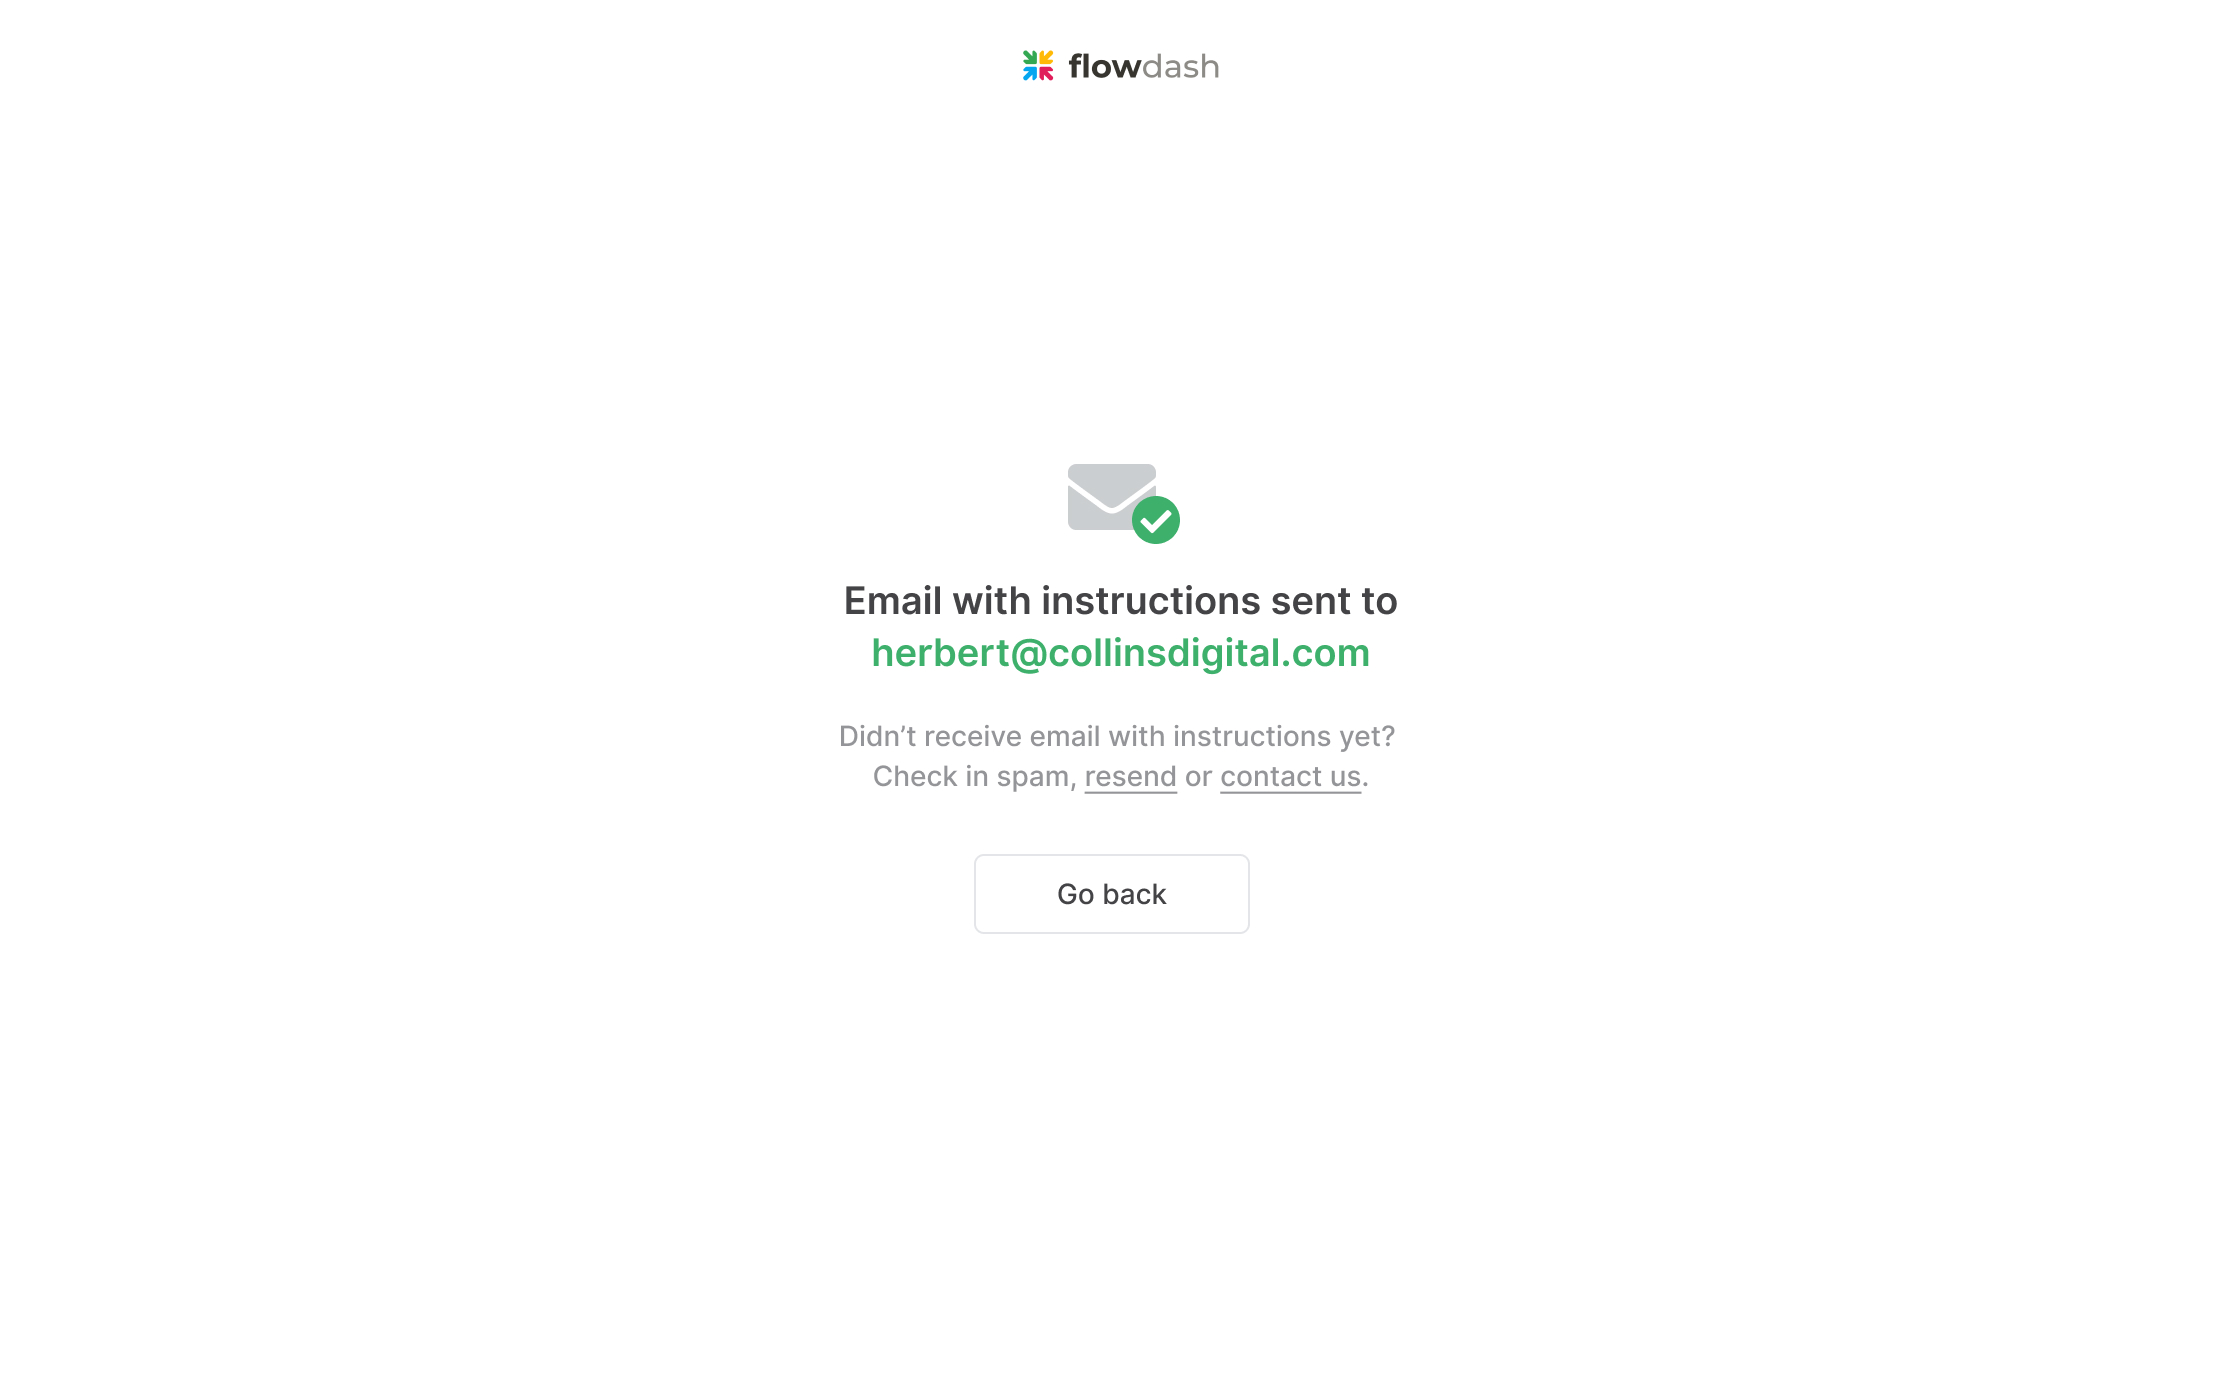 flowdash
Email with instructions sent to
herbert@collinsdigital.com
Didn’t receive email with instructions yet?
Check in spam, resend or contact us.
Go back